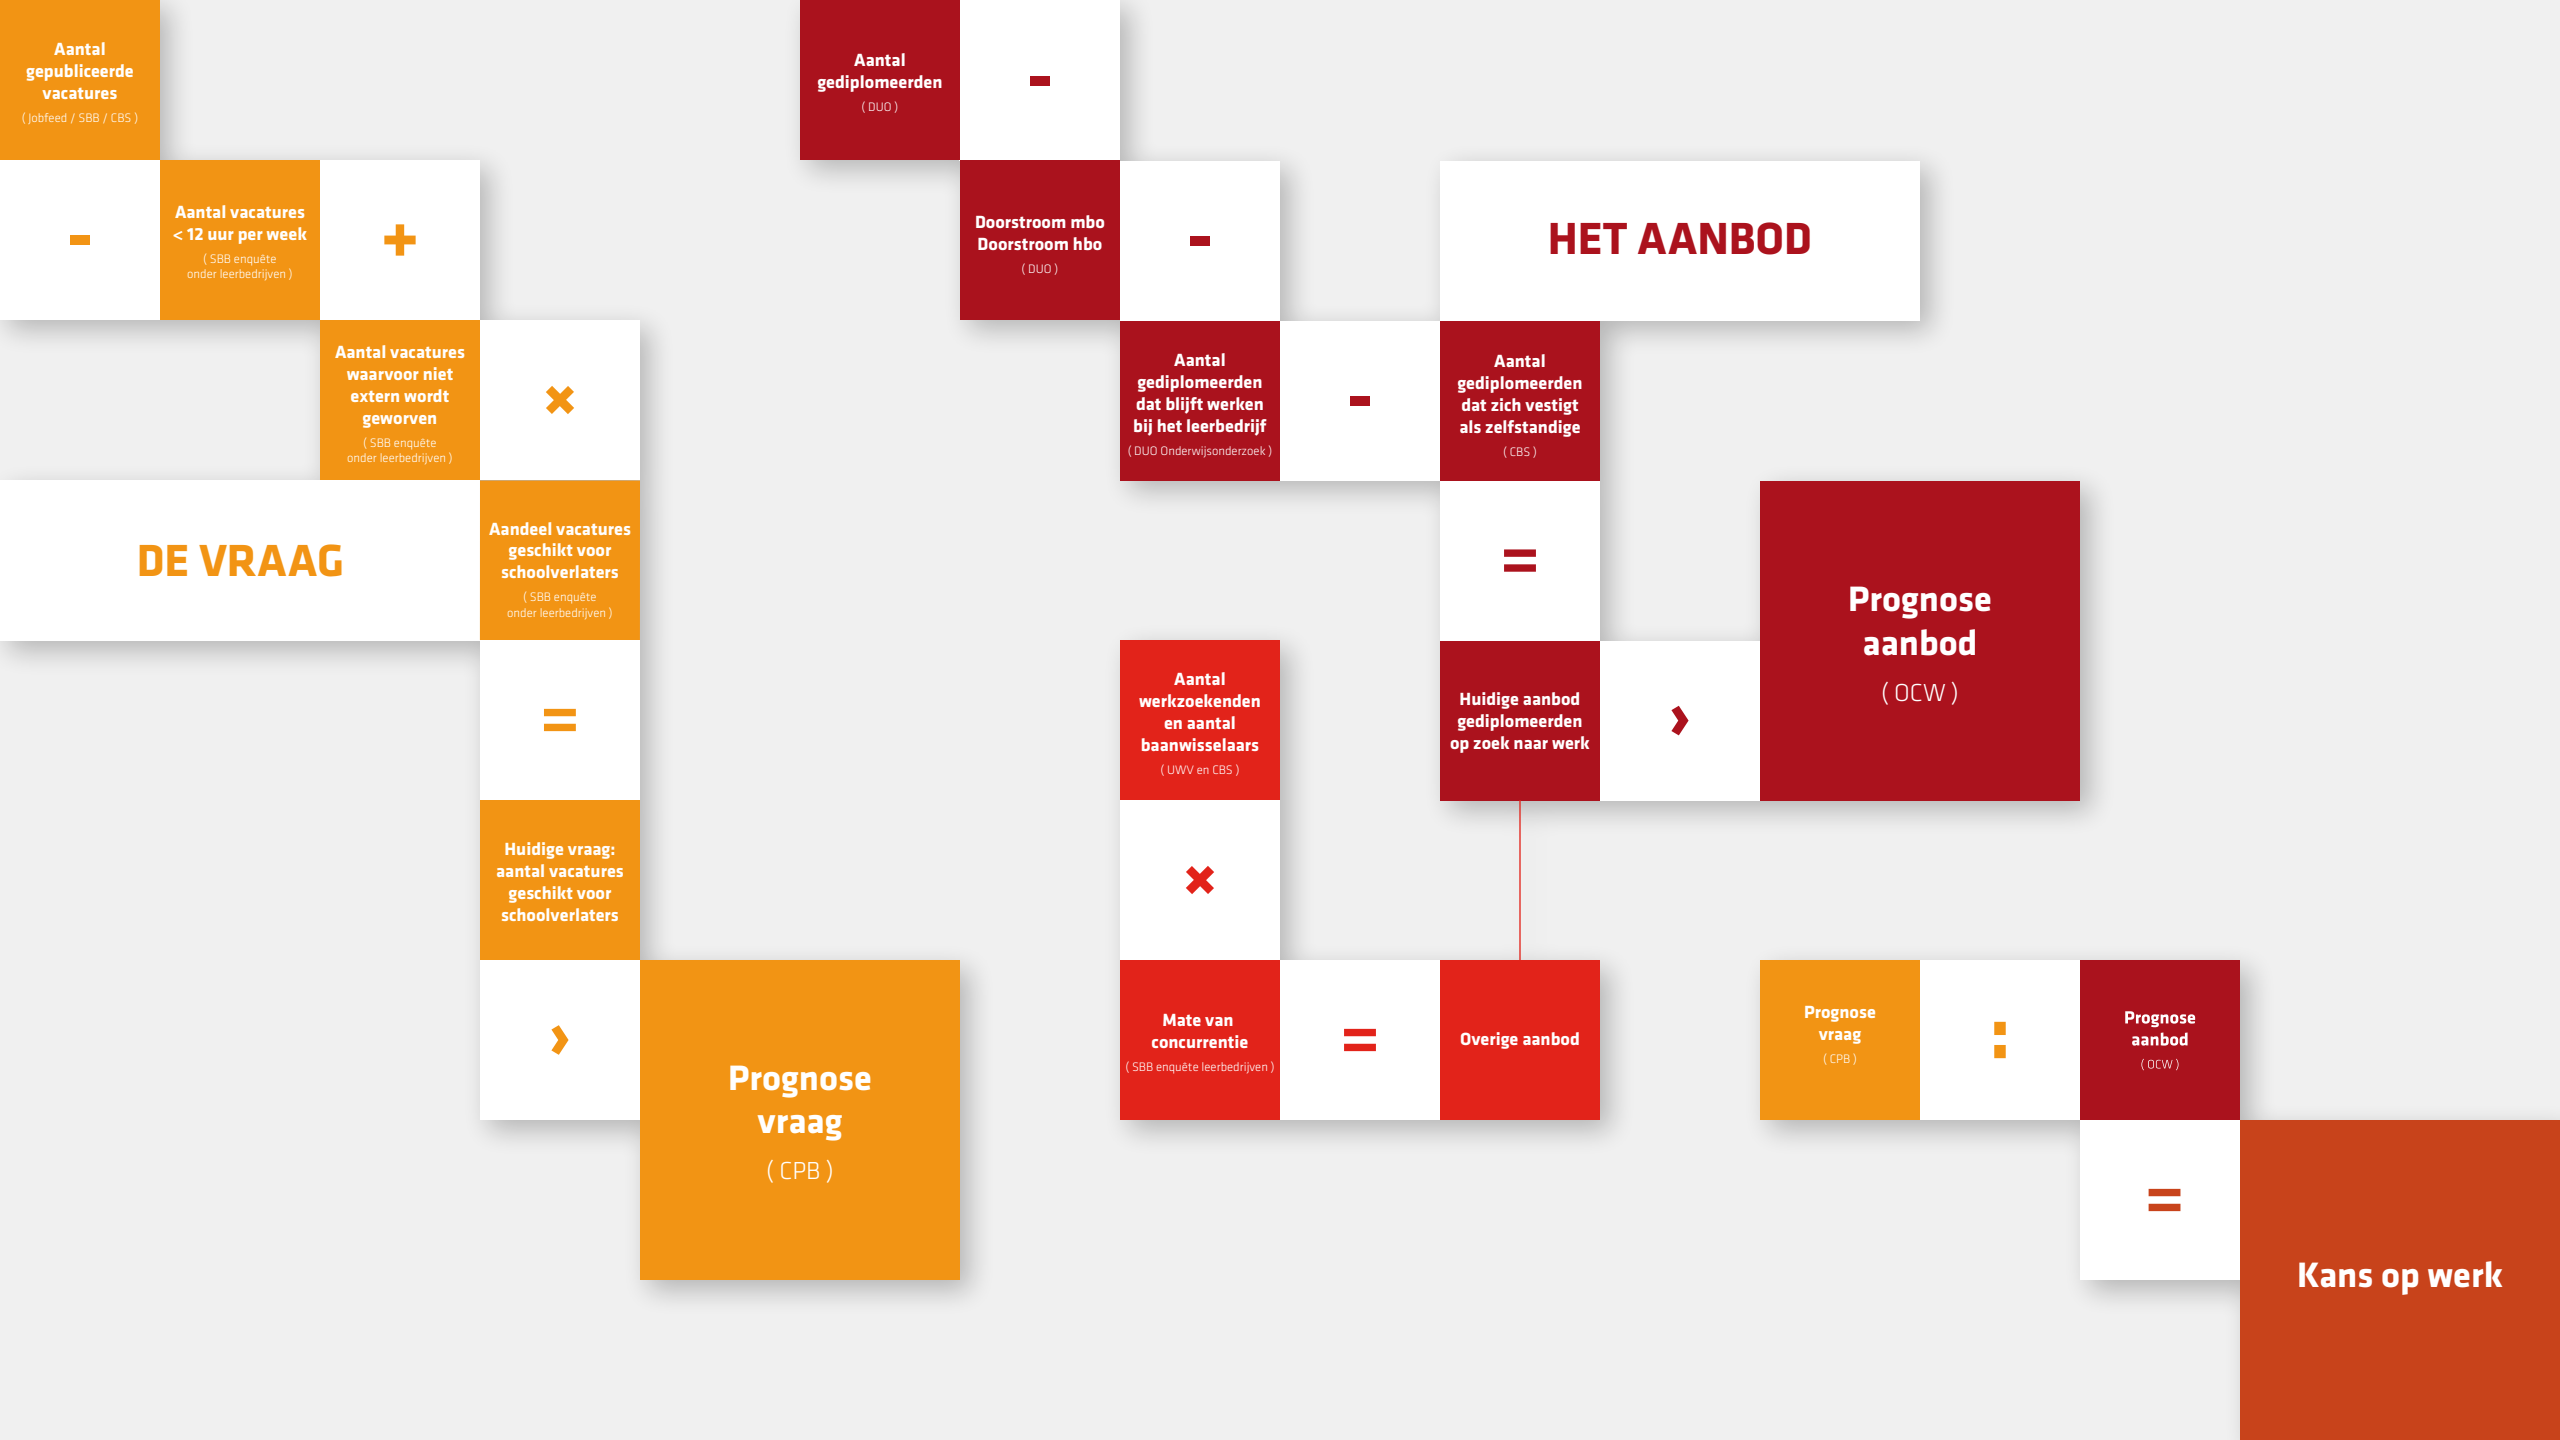 Aantal
gepubliceerde
vacatures
( Jobfeed / SBB / CBS )
-
Aantal vacatures
< 12 uur per week
( SBB enquête
onder leerbedrijven )
+
Aantal vacatures
waarvoor niet
extern wordt
geworven
( SBB enquête
onder leerbedrijven )
×
DE VRAAG
Aandeel vacatures
geschikt voor
schoolverlaters
( SBB enquête
onder leerbedrijven )
=
Huidige vraag:
aantal vacatures
geschikt voor
schoolverlaters
›
Prognose
vraag
( CPB )
Aantal
gediplomeerden
( DUO )
-
Doorstroom mbo
Doorstroom hbo
( DUO )
-
HET AANBOD
Aantal
gediplomeerden
dat blijft werken
bij het leerbedrijf
( DUO Onderwijsonderzoek )
-
Aantal
gediplomeerden
dat zich vestigt
als zelfstandige
( CBS )
=
Huidige aanbod
gediplomeerden
op zoek naar werk
›
Prognose
aanbod
( OCW )
Aantal
werkzoekenden
en aantal
baanwisselaars
( UWV en CBS )
×
Mate van
concurrentie
( SBB enquête leerbedrijven )
=
Overige aanbod
Prognose
vraag
( CPB )
:
Prognose
aanbod
( OCW )
=
Kans op werk